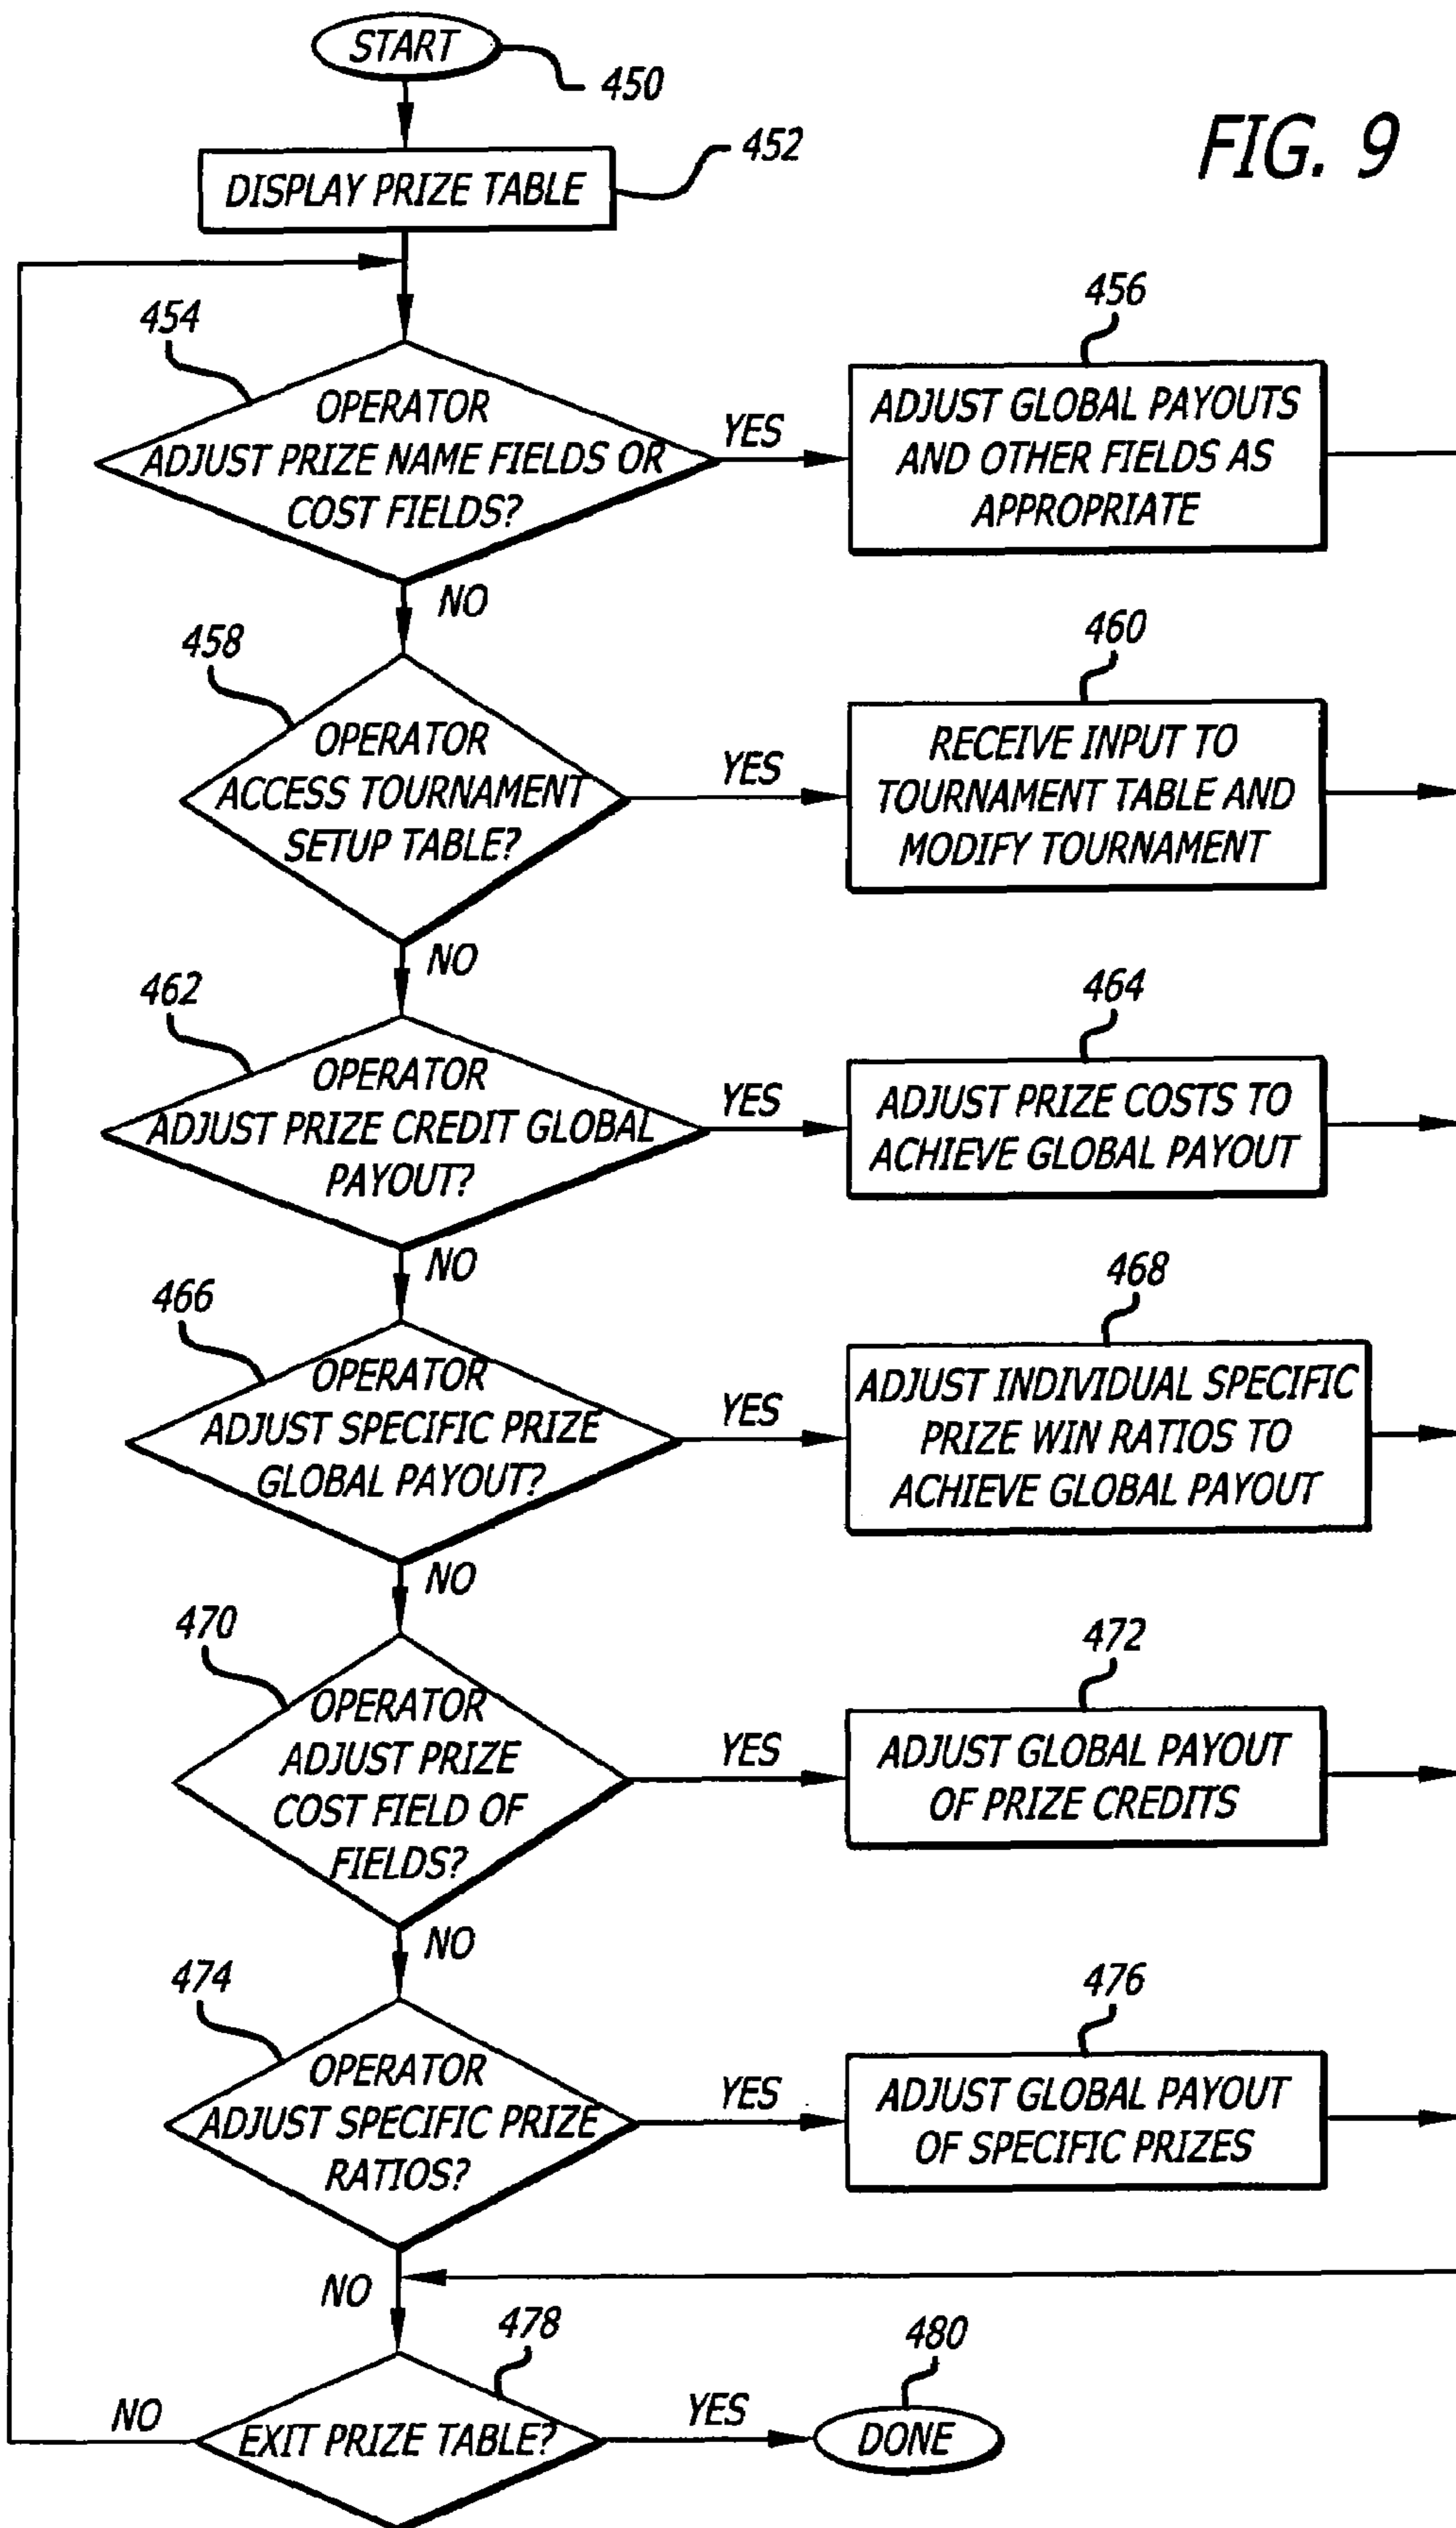 START
450
FIG. 9
452
DISPLAY PRIZE TABLE
454
OPERATOR
ADJUST PRIZE NAME FIELDS OR
COST FIELDS?
YES
456
ADJUST GLOBAL PAYOUTS
AND OTHER FIELDS AS
APPROPRIATE
NO
458
OPERATOR
ACCESS TOURNAMENT
SETUP TABLE?
YES
460
RECEIVE INPUT TO
TOURNAMENT TABLE AND
MODIFY TOURNAMENT
NO
462
OPERATOR
ADJUST PRIZE CREDIT GLOBAL
PAYOUT?
YES
464
ADJUST PRIZE COSTS TO
ACHIEVE GLOBAL PAYOUT
NO
466
OPERATOR
ADJUST SPECIFIC PRIZE
GLOBAL PAYOUT?
YES
468
ADJUST INDIVIDUAL SPECIFIC
PRIZE WIN RATIOS TO
ACHIEVE GLOBAL PAYOUT
NO
470
OPERATOR
ADJUST PRIZE
COST FIELD OF
FIELDS?
YES
472
ADJUST GLOBAL PAYOUT
OF PRIZE CREDITS
NO
474
OPERATOR
ADJUST SPECIFIC PRIZE
RATIOS?
YES
476
ADJUST GLOBAL PAYOUT
OF SPECIFIC PRIZES
NO
478
EXIT PRIZE TABLE?
NO
YES
480
DONE